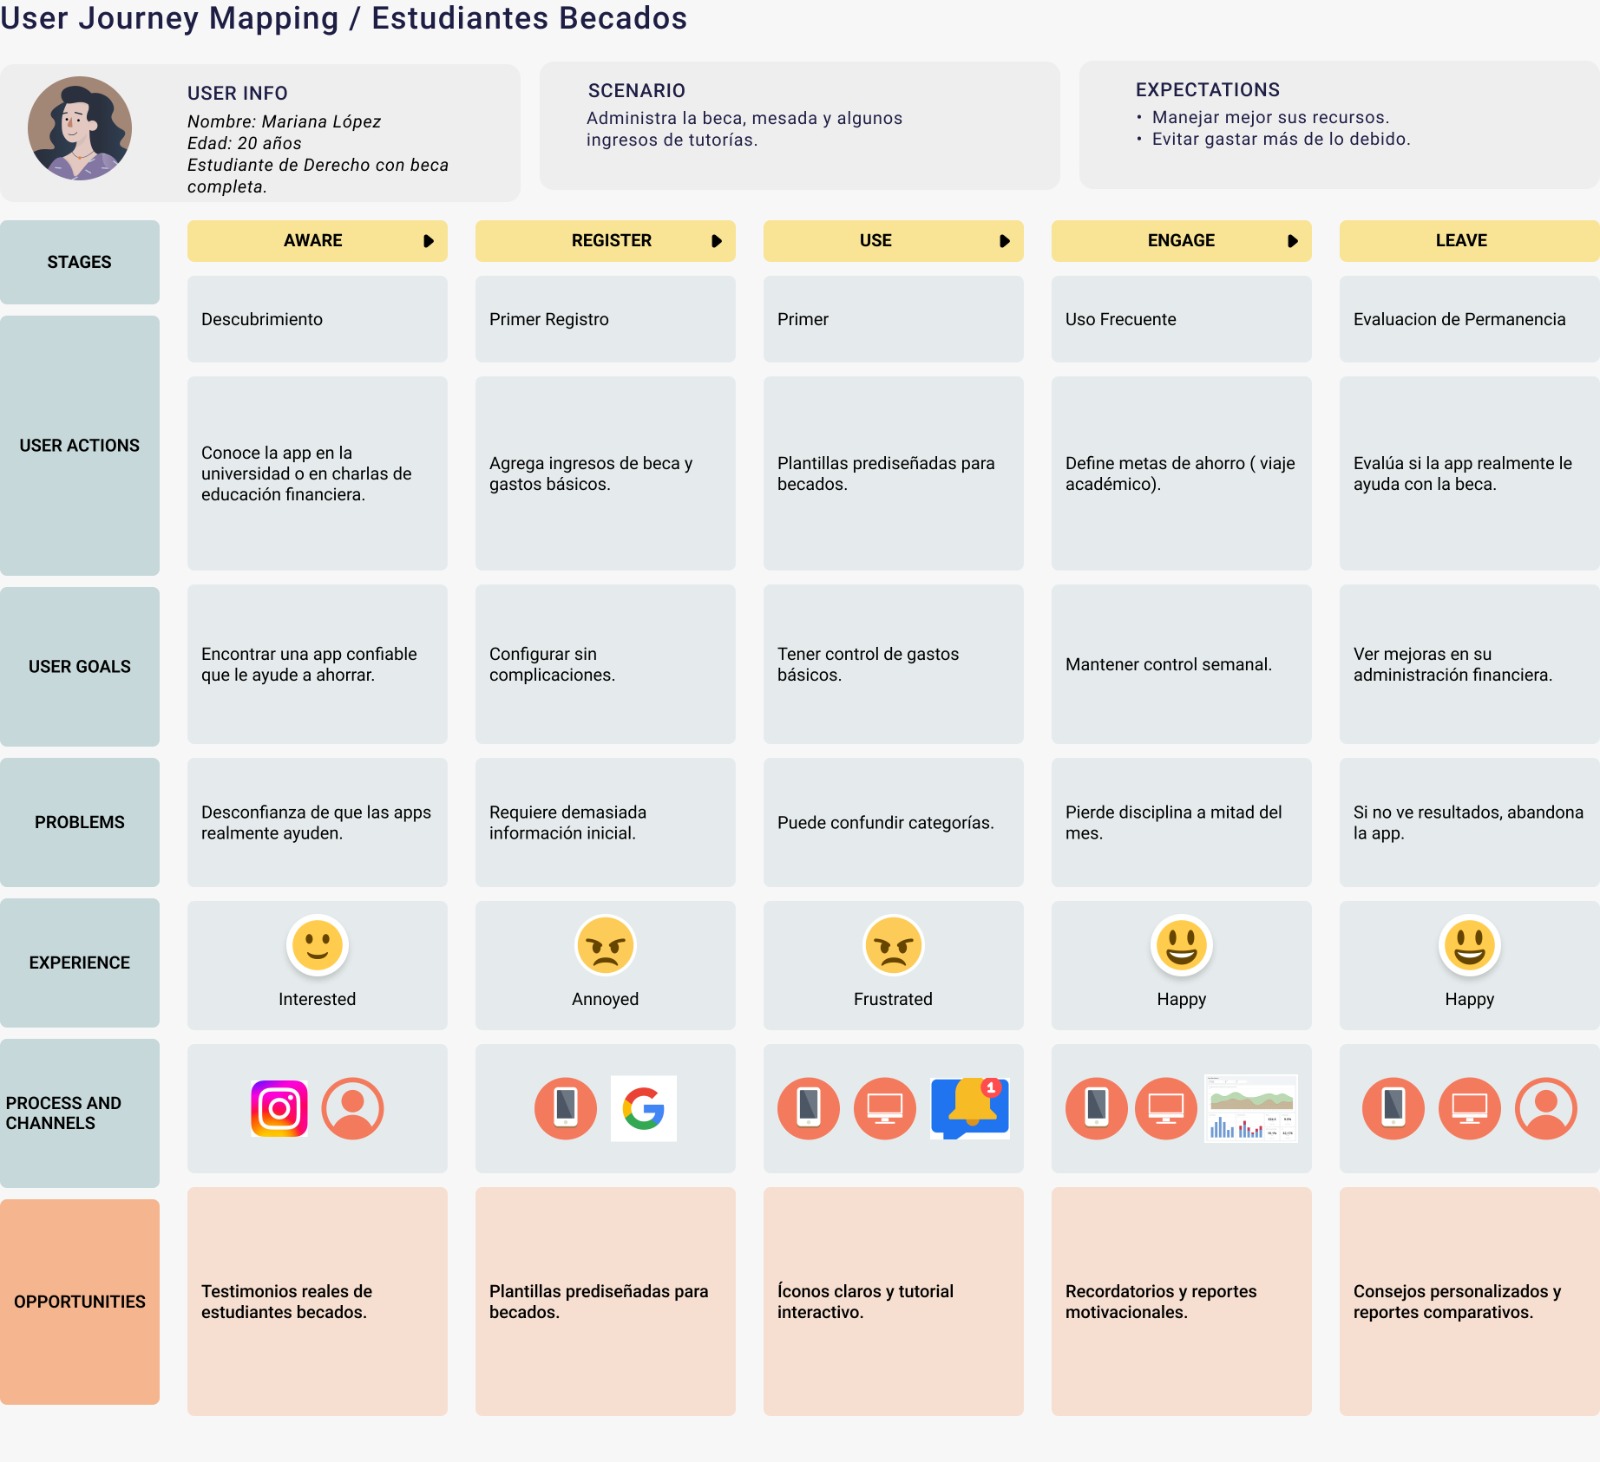 User Journey Mapping / Estudiantes Becados
USER INFO
Nombre: Mariana López
Edad: 20 años
Estudiante de Derecho con beca
completa.
SCENARIO
Administra la beca, mesada y algunos
ingresos de tutorías.
EXPECTATIONS
• Manejar mejor sus recursos.
• Evitar gastar más de lo debido.
STAGES
AWARE
REGISTER
USE
ENGAGE
LEAVE
Descubrimiento
Primer Registro
Primer
Uso Frecuente
Evaluacion de Permanencia
USER ACTIONS
Conoce la app en la
universidad o en charlas de
educación financiera.
Agrega ingresos de beca y
gastos básicos.
Plantillas prediseñadas para
becados.
Define metas de ahorro ( viaje
académico).
Evalúa si la app realmente le
ayuda con la beca.
USER GOALS
Encontrar una app confiable
que le ayude a ahorrar.
Configurar sin
complicaciones.
Tener control de gastos
básicos.
Mantener control semanal.
Ver mejoras en su
administración financiera.
PROBLEMS
Desconfianza de que las apps
realmente ayuden.
Requiere demasiada
información inicial.
Puede confundir categorías.
Pierde disciplina a mitad del
mes.
Si no ve resultados, abandona
la app.
EXPERIENCE
Interested
Annoyed
Frustrated
Happy
Happy
PROCESS AND
CHANNELS
1
OPPORTUNITIES
Testimonios reales de
estudiantes becados.
Plantillas prediseñadas para
becados.
Íconos claros y tutorial
interactivo.
Recordatorios y reportes
motivacionales.
Consejos personalizados y
reportes comparativos.